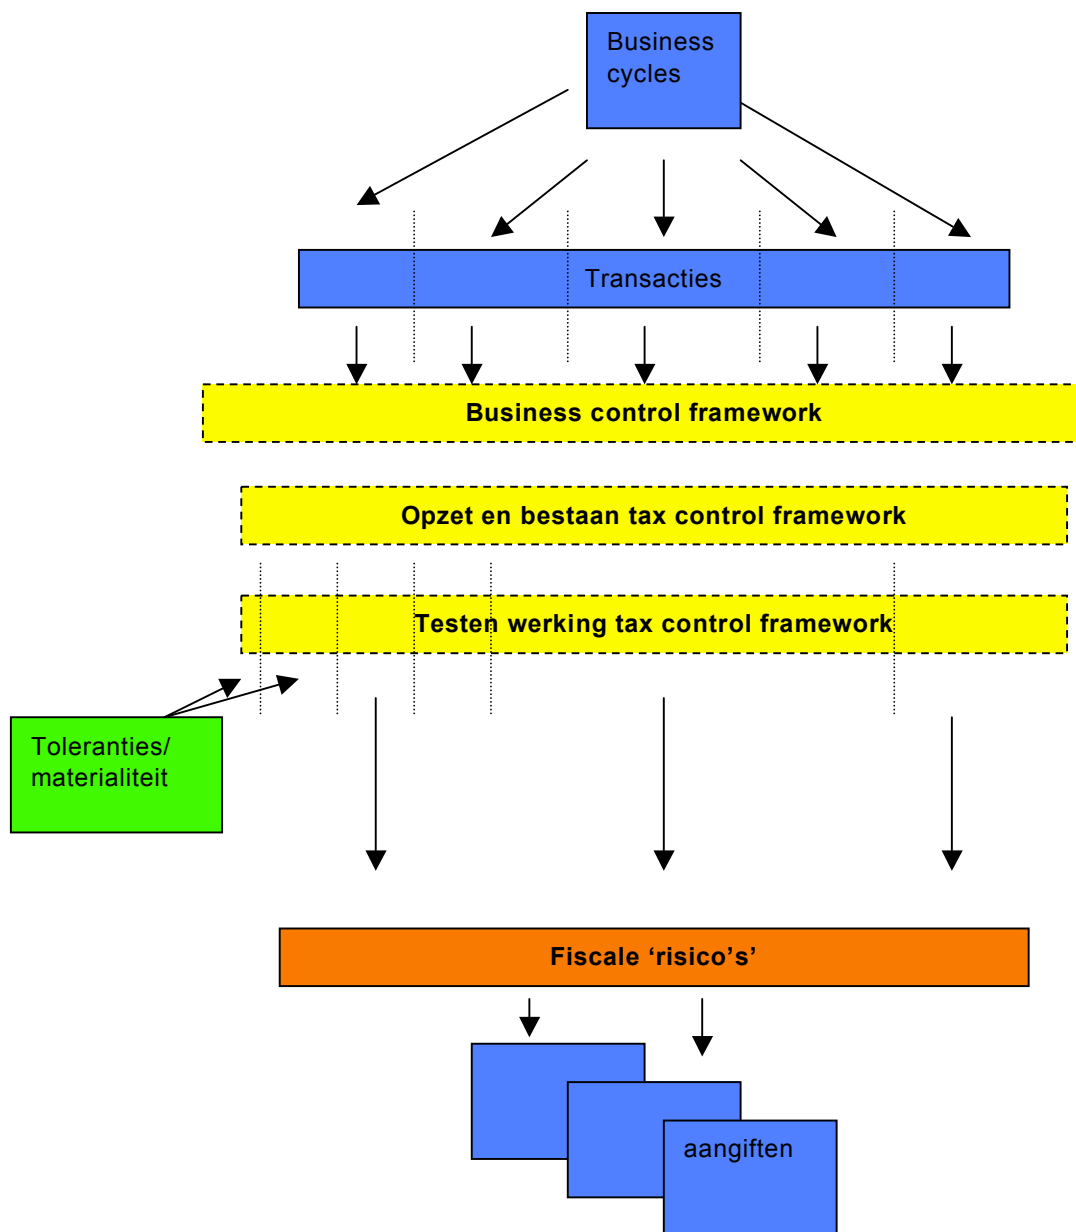 Business
cycles
Transacties
Business control framework
Opzet en bestaan tax control framework
Testen werking tax control framework
Toleranties/
materialiteit
Fiscale ‘risico’s’
aangiften